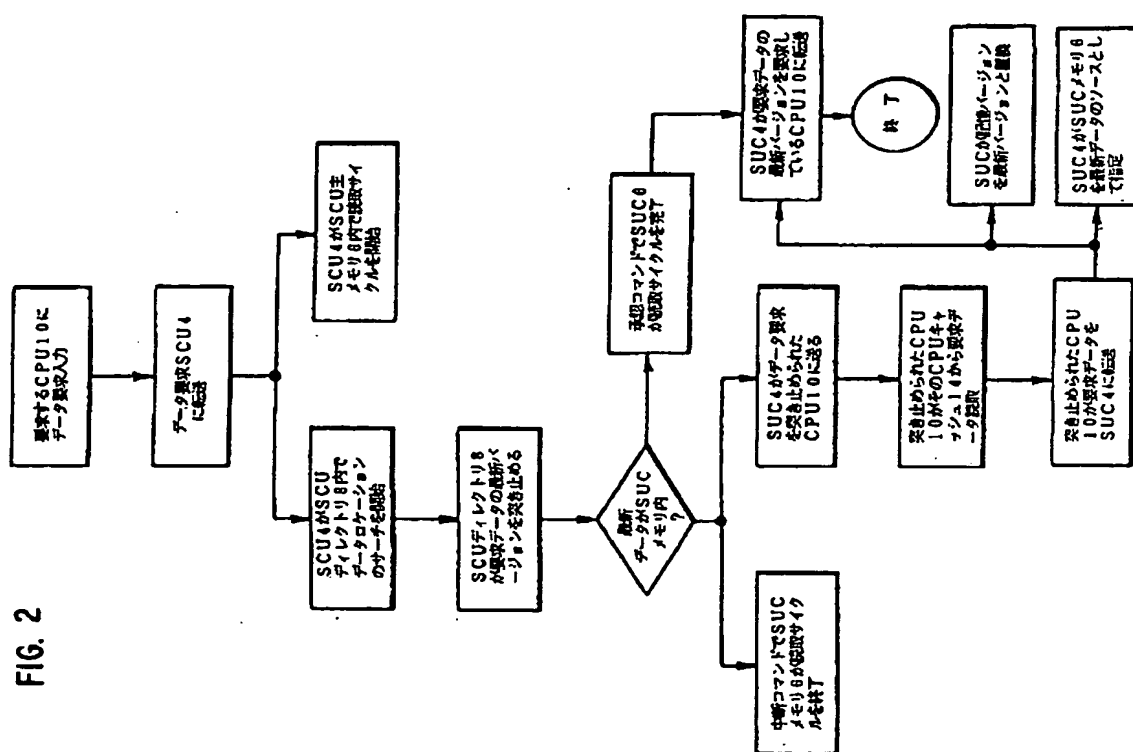 FIG. 2
要求するCPU10に
データ要求入力
データ要求SCU4
に転送
SCU4がSCU主
メモリ6内で読取サイ
クルを開始
SCU4がSCU
ディレクトリ8内で
データロケーション
のサーチを開始
SCUディレクトリ8
が要求データの最新バ
ージョンを突き止める
最新
データがSUC
メモリ内
?
承認コマンドでSUC6
が読取サイクルを完了
SUC4が要求データの
最新バージョンを要求し
ているCPU10に転送
終了
中断コマンドでSUC
メモリ6が読取サイク
ルを終了
SUC4がデータ要求
を突き止められた
CPU10に送る
突き止められたCPU
10がそのCPUキャ
ッシュ14から要求デ
ータ読取
突き止められたCPU
10が要求データを
SUC4に転送
SUCが記憶バージョン
を最新バージョンと置換
SUC4がSUCメモリ6
を最新データのソースとし
て指定